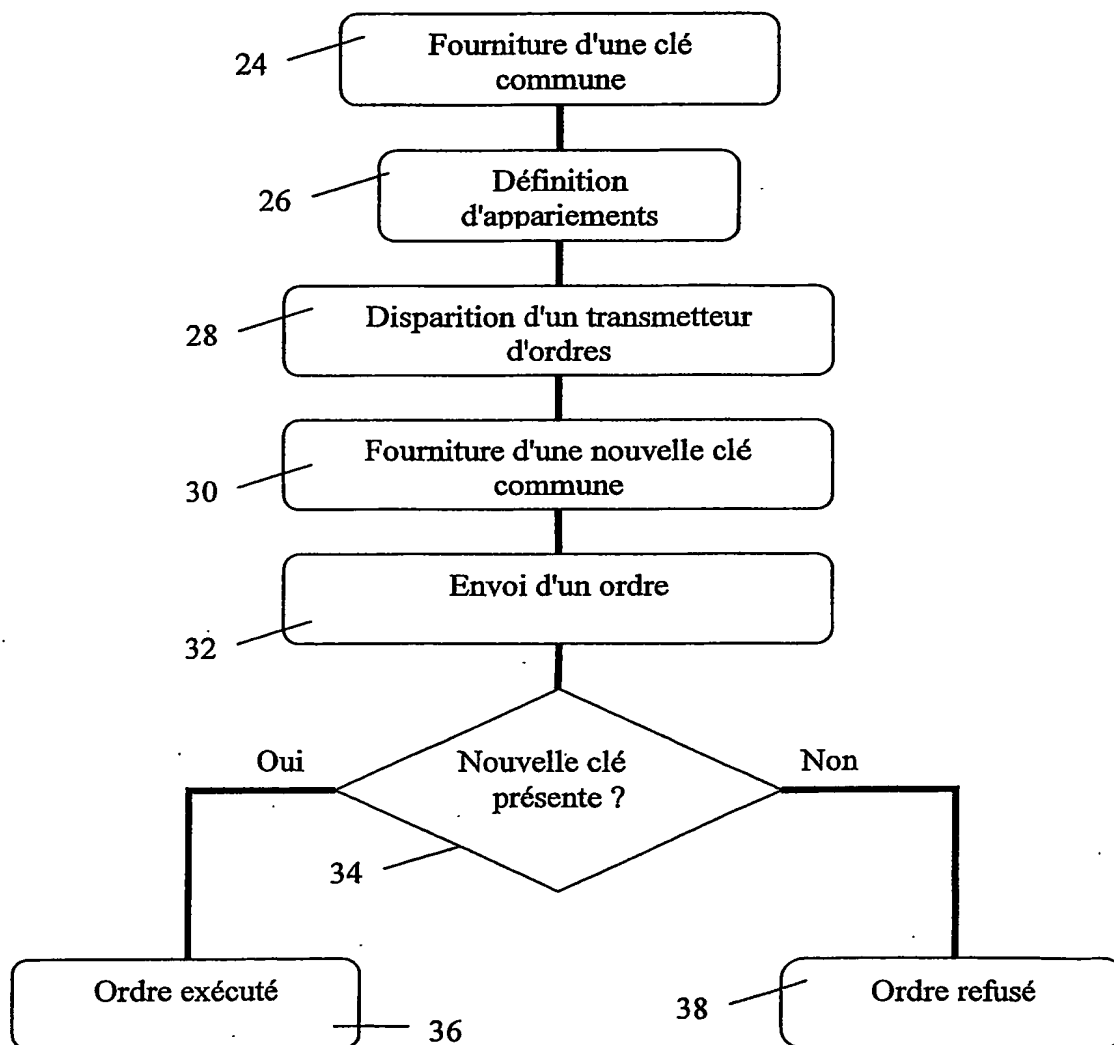 24
Fourniture d'une clé
commune
26
Définition
d'appariements
28
Disparition d'un transmetteur
d'ordres
30
Fourniture d'une nouvelle clé
commune
32
Envoi d'un ordre
Oui
Nouvelle clé
présente ?
Non
34
Ordre exécuté
36
38
Ordre refusé